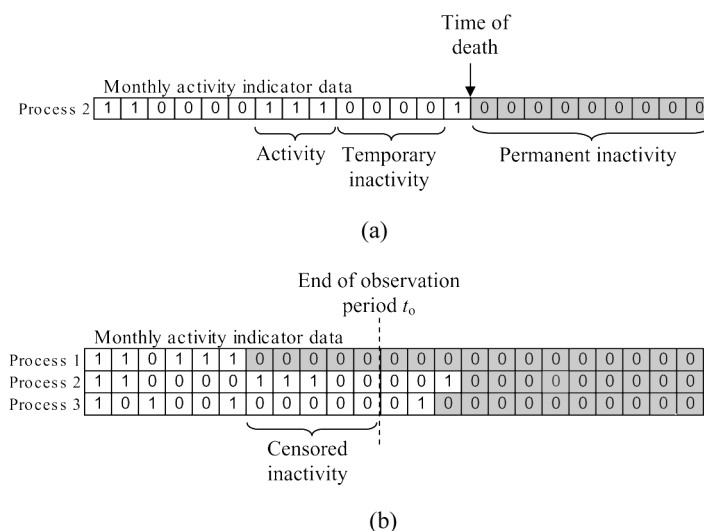 Time of
death
Monthly activity indicator data
Process 2 1 1 0 0 0 0 1 1 1 0 0 0 0 1 0 0 0 0 0 0 0 0 0
Activity
Temporary
inactivity
Permanent inactivity
(a)
End of observation
period to
Monthly activity indicator data
Process 1 1 1 0 1 1 1 0 0 0 0 0 0 0 0 0 0 0 0 0 0 0 0 0
Process 2 1 1 0 0 0 0 1 1 1 0 0 0 0 1 0 0 0 0 0 0 0 0 0
Process 3 1 0 1 0 0 1 0 0 0 0 0 0 1 0 0 0 0 0 0 0 0 0 0
Censored
inactivity
(b)